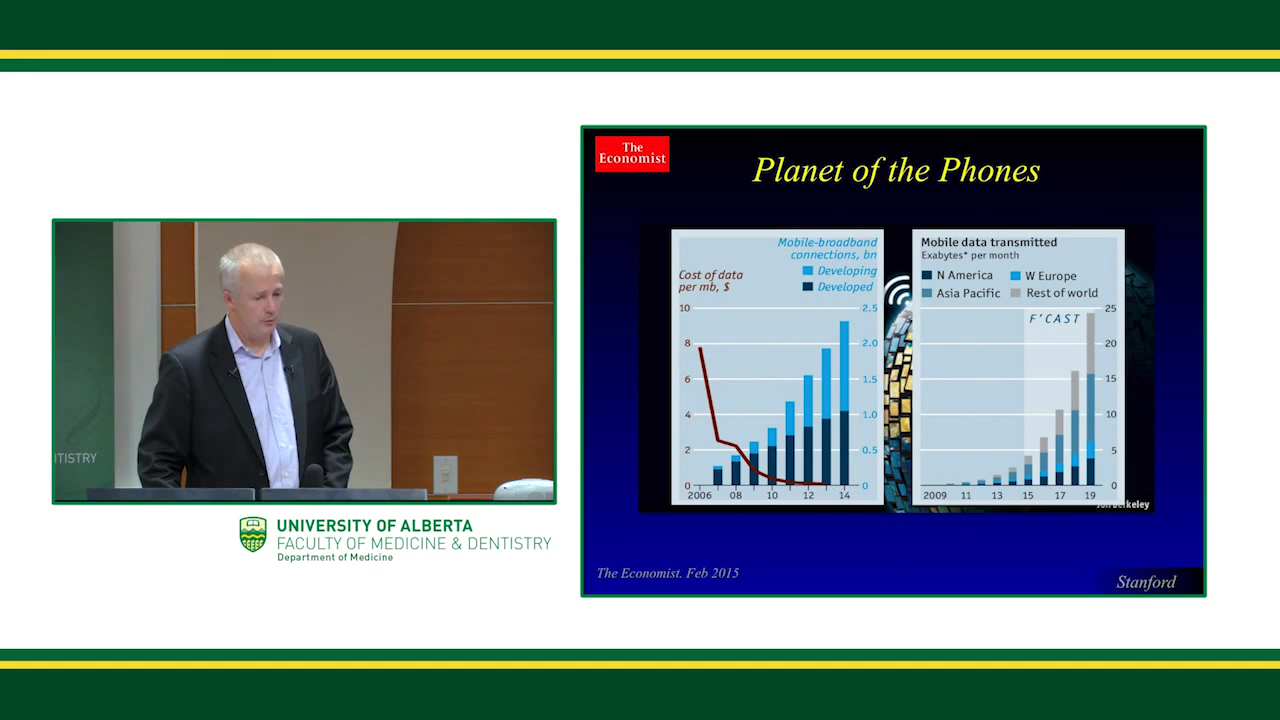 The
Economist
Planet of the Phones
Mobile-broadband
connections, bn
Developing
Developed
Cost of data
per mb, $
10
8
6
4
2
0
2.5
2.0
1.5
1.0
0.5
0
2006 08 10 12 14
Mobile data transmitted
Exabytes* per month
N America
W Europe
Asia Pacific
Rest of world
F'CAST
25
20
15
10
5
0
2009 11 13 15 17 19
Berkeley
The Economist. Feb 2015
Stanford
TISTRY
UNIVERSITY OF ALBERTA
FACULTY OF MEDICINE & DENTISTRY
Department of Medicine